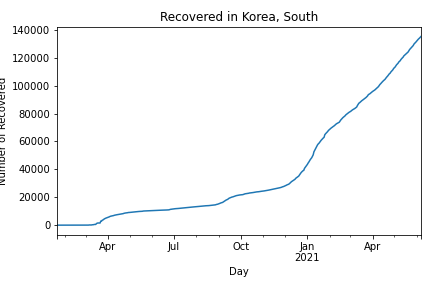 Recovered in Korea, South
140000
120000
100000
80000
60000
40000
20000
0
Number of Recovered
Apr
Jul
Oct
Jan
2021
Apr
Day